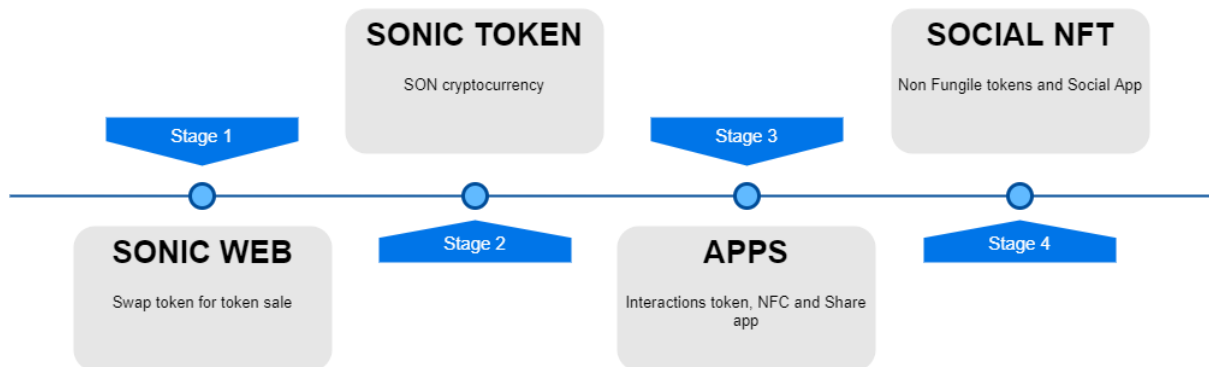 SONIC TOKEN
SON cryptocurrency
SOCIAL NFT
Non Fungile tokens and Social App
Stage 1
Stage 3
Stage 2
Stage 4
SONIC WEB
Swap token for token sale
APPS
Interactions token, NFC and Share
app